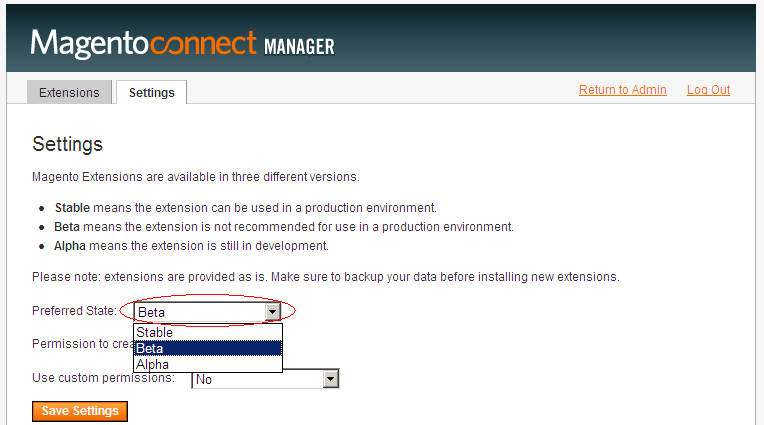 Magentoconnect MANAGER
Extensions Settings Return to Admin Log Out
Settings
Magento Extensions are available in three different versions.
Stable means the extension can be used in a production environment.
Beta means the extension is not recommended for use in a production environment.
Alpha means the extension is still in development.
Please note: extensions are provided as is. Make sure to backup your data before installing new extensions.
Preferred State: Beta
Stable
Permission to crea
Beta
Alpha
Use custom permissions: No
Save Settings